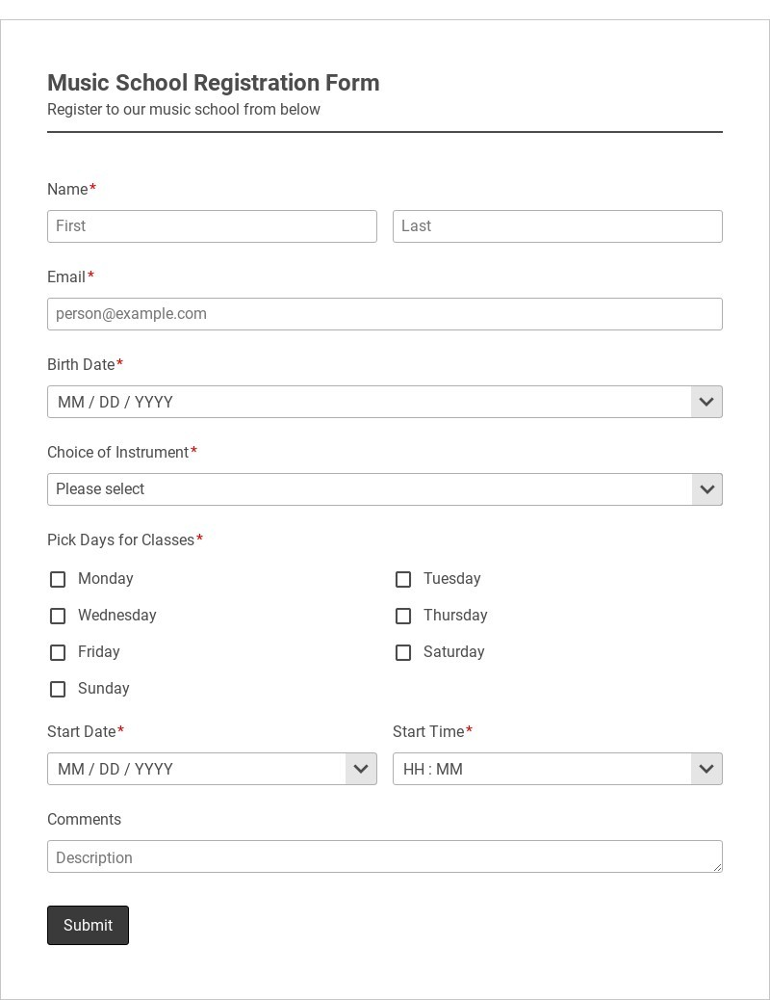 Music School Registration Form
Register to our music school from below
Name*
First Last
Email*
person@example.com
Birth Date*
MM / DD / YYYY
Choice of Instrument*
Please select
Pick Days for Classes*
Monday Tuesday
Wednesday Thursday
Friday Saturday
Sunday
Start Date* Start Time*
MM / DD / YYYY HH : MM
Comments
Description
Submit